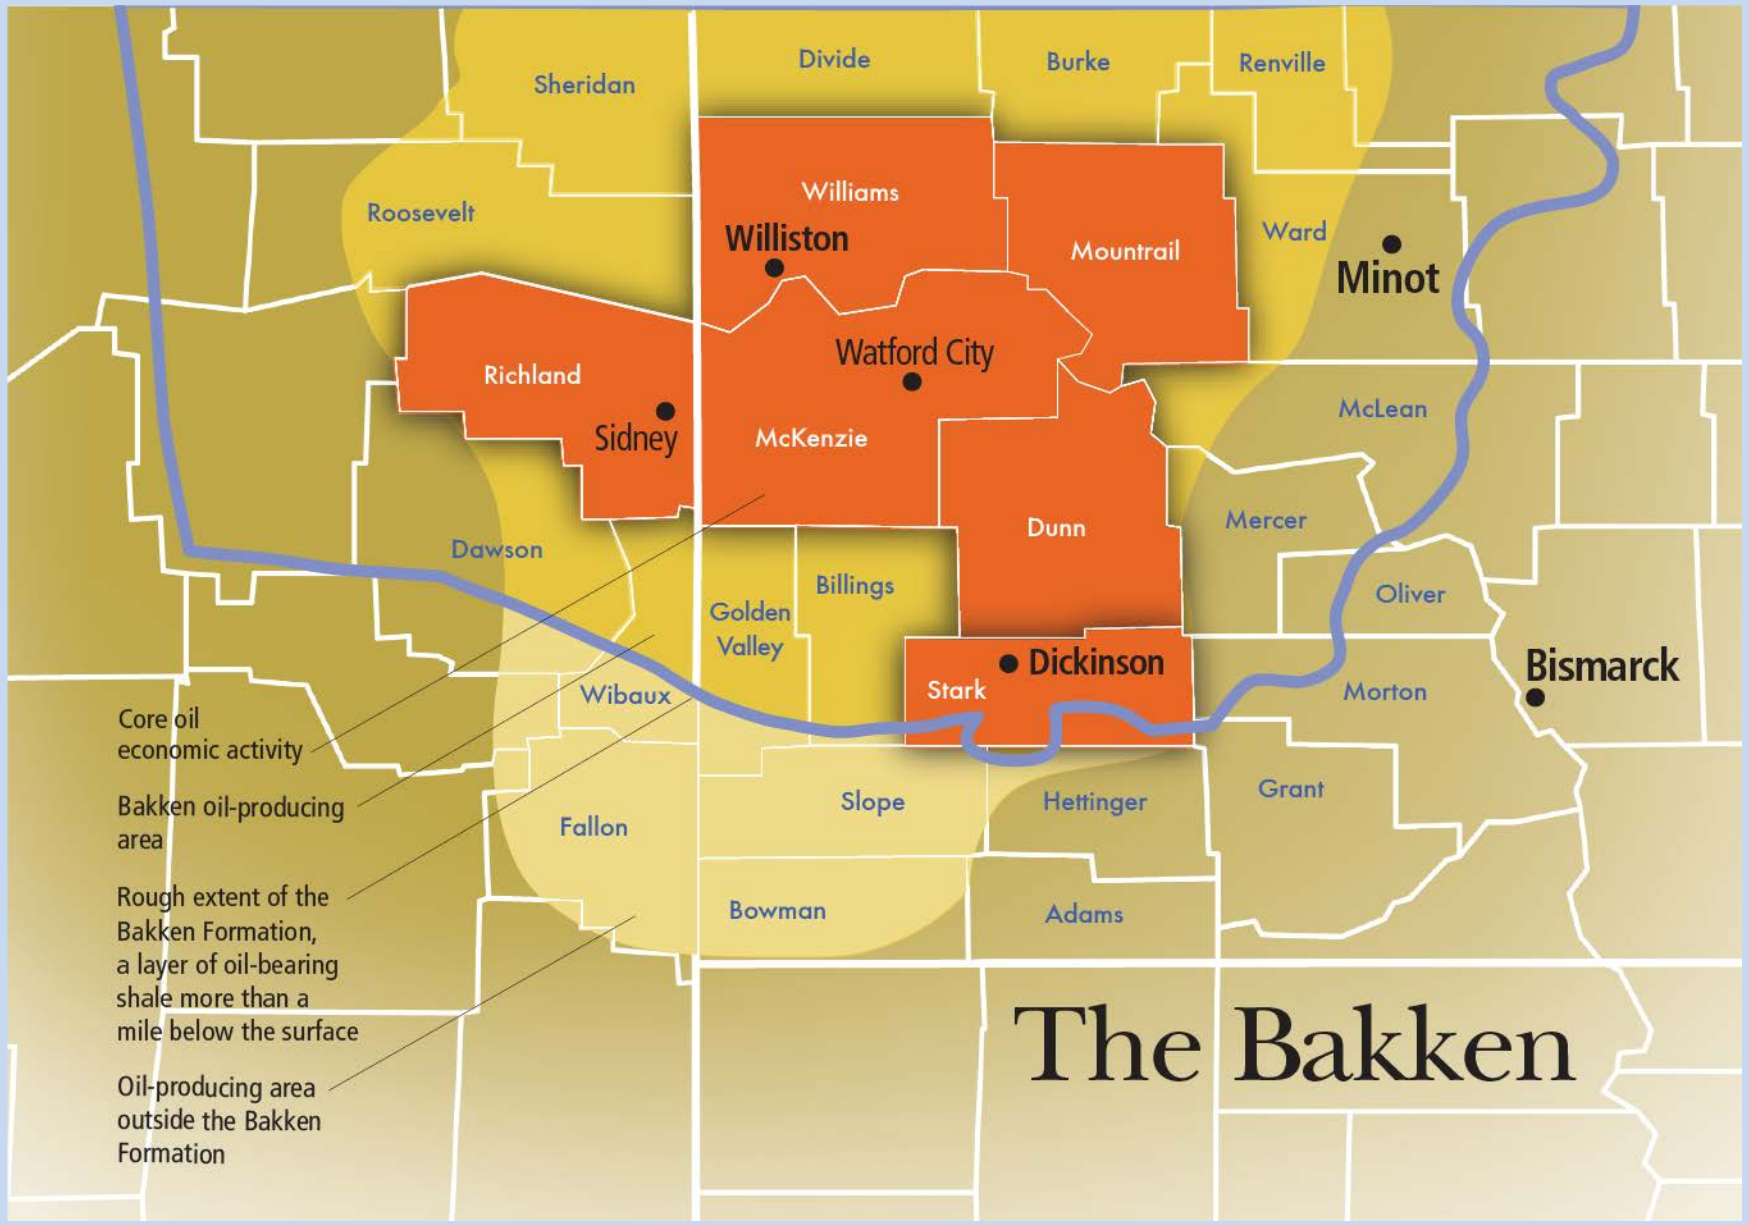 Divide
Burke
Renville
Sheridan
Williams
Roosevelt
Williston
Ward
Mountrail
Minot
Watford City
Richland
McLean
Sidney
McKenzie
Mercer
Dunn
Dawson
Billings
Oliver
Golden
Valley
Dickinson
Bismarck
Stark
Wibaux
Morton
Core oil
economic activity
Grant
Slope
Hettinger
Bakken oil-producing
area
Fallon
Rough extent of the
Bakken Formation,
a layer of oil-bearing
shale more than a
mile below the surface
Bowman
Adams
The Bakken
Oil-producing area
outside the Bakken
Formation